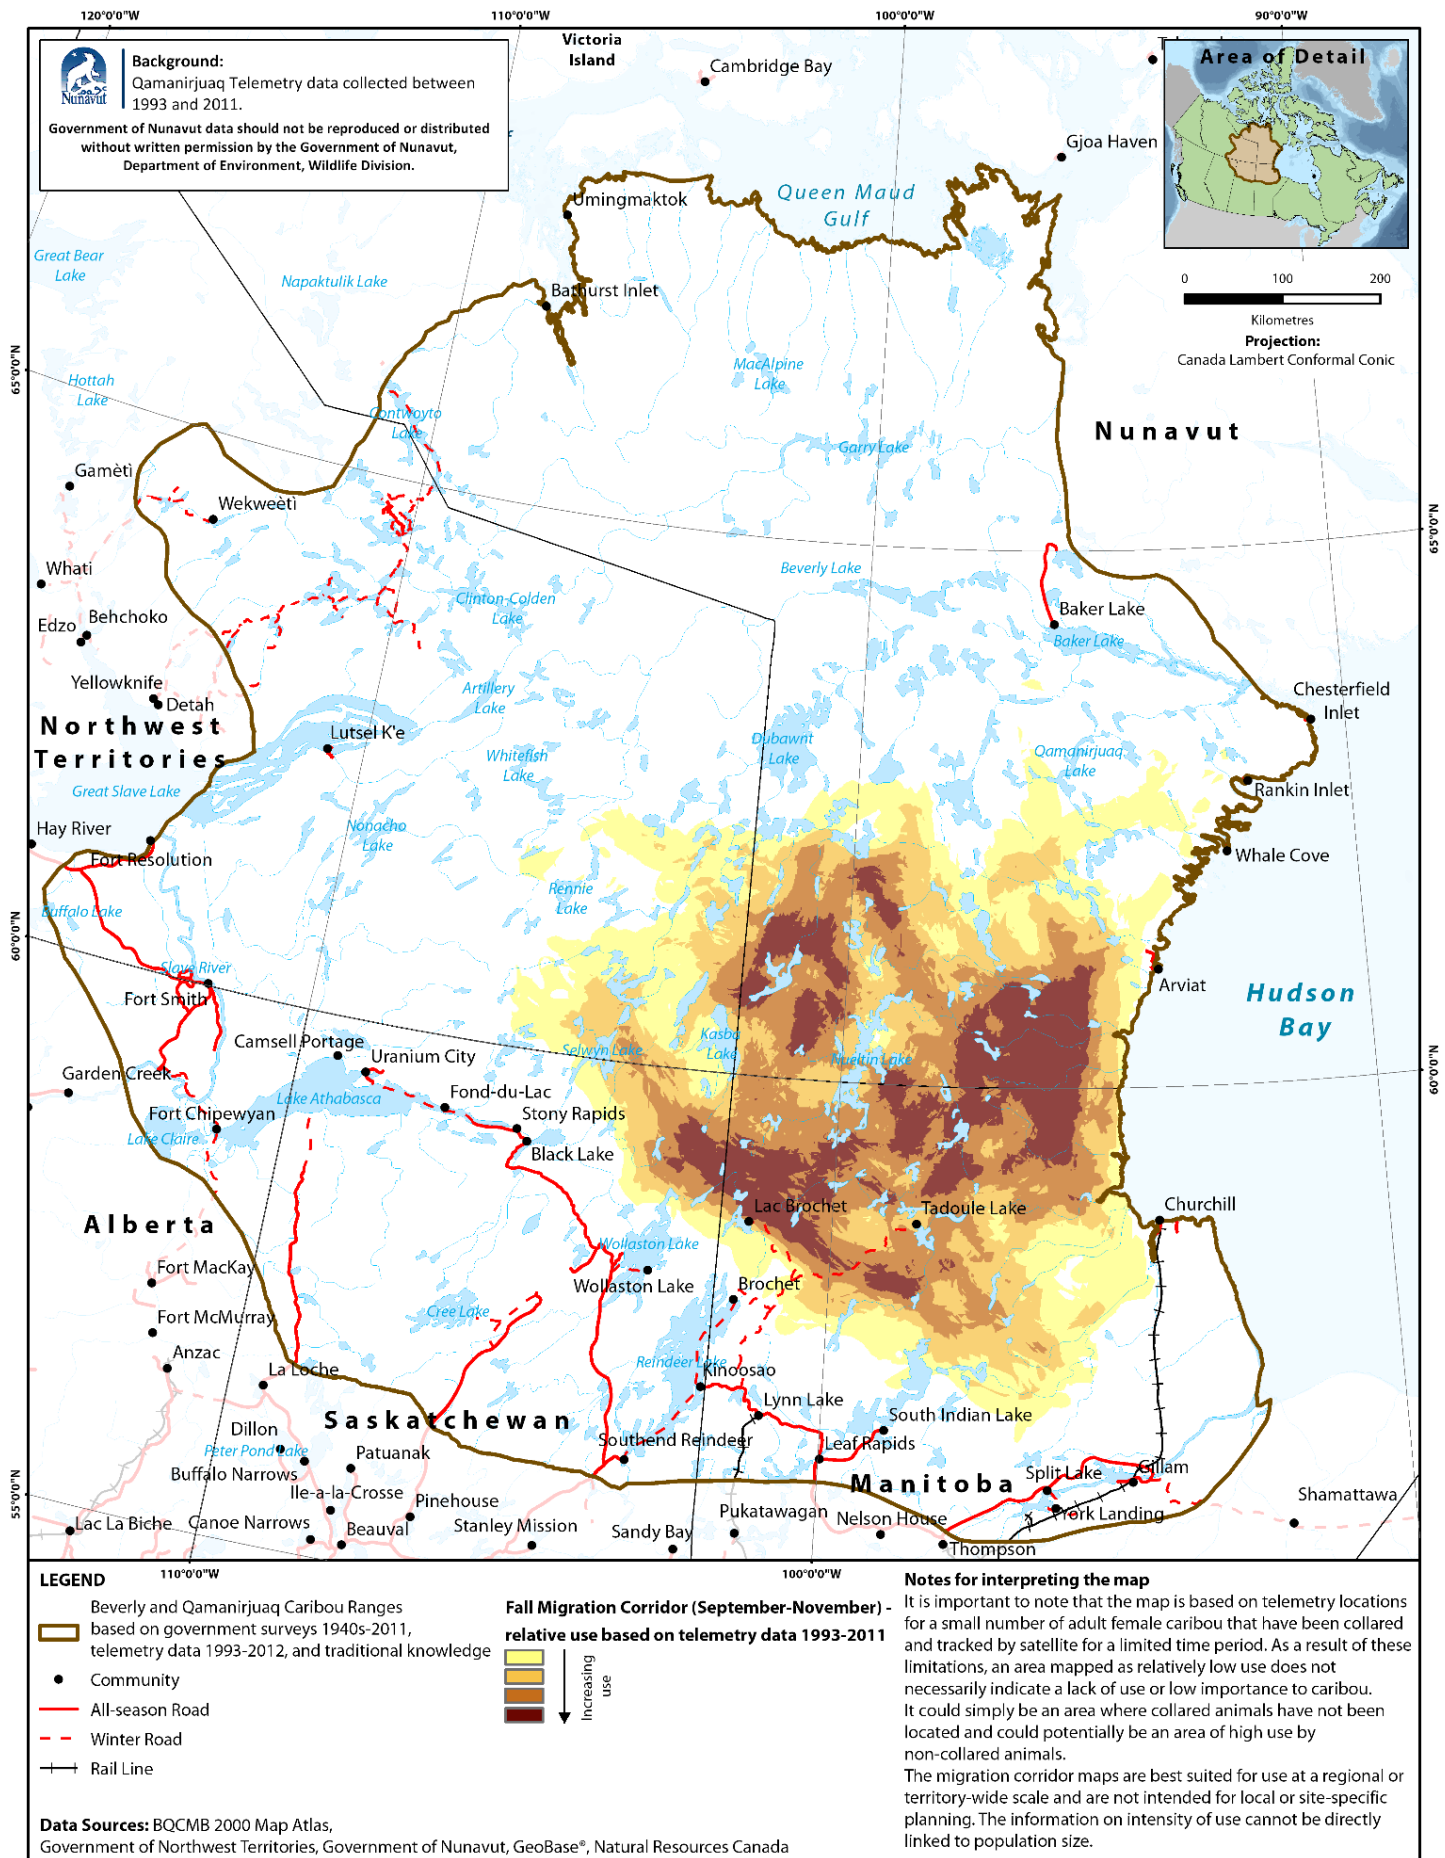 120°0'0"W
110°0'0"W
100°0'0"W
90°0'0"W
Nunavut
Background:
Qamanirjuaq Telemetry data collected between
1993 and 2011.
Government of Nunavut data should not be reproduced or distributed
without written permission by the Government of Nunavut,
Department of Environment, Wildlife Division.
Victoria
Island
Cambridge Bay
Area of Detail
Gjoa Haven
Umingmaktok
Queen Maud
Gulf
Great Bear
Lake
Napaktulik Lake
Bathurst Inlet
0
100
200
Kilometres
Projection:
Canada Lambert Conformal Conic
65°0'0"N
Hottah
Lake
MacAlpine
Lake
Contwoyto
Lake
Nunavut
Garry Lake
Gamètì
Wekweètì
65°0'0"N
Whati
Beverly Lake
Clinton-Colden
Lake
Baker Lake
Baker Lake
Behchoko
Edzo
Yellowknife
Detah
Artillery
Lake
Chesterfield
Inlet
Northwest
Territories
Lutsel K'e
Dubawnt
Lake
Qamanirjuaq
Lake
Whitefish
Lake
Great Slave Lake
Rankin Inlet
Hay River
Nonacho
Lake
Fort Resolution
Whale Cove
Rennie
Lake
Buffalo Lake
60°0'0"N
Slave River
Fort Smith
Arviat
Hudson
Bay
Camsell Portage
Uranium City
Selwyn Lake
Kasba
Lake
Nueltin Lake
60°0'0"N
Garden Creek
Lake Athabasca
Fond-du-Lac
Fort Chipewyan
Stony Rapids
Lake Claire
Black Lake
Alberta
Lac Brochet
Tadoule Lake
Churchill
Wollaston Lake
Fort MacKay
Wollaston Lake
Brochet
Cree Lake
Fort McMurray
Anzac
Reindeer Lake
La Loche
Kinoosao
Lynn Lake
Saskatchewan
South Indian Lake
Dillon
Peter Pond Lake
Patuanak
Southend Reindeer
Leaf Rapids
Buffalo Narrows
Manitoba
Split Lake
Gillam
Ile-a-la-Crosse
Pinehouse
York Landing
Shamattawa
55°0'0"N
Lac La Biche
Canoe Narrows
Beauval
Stanley Mission
Sandy Bay
Pukatawagan
Nelson House
Thompson
110°0'0"W
100°0'0"W
LEGEND
Beverly and Qamanirjuaq Caribou Ranges
based on government surveys 1940s-2011,
telemetry data 1993-2012, and traditional knowledge
Community
All-season Road
Winter Road
Rail Line
Data Sources: BQCMB 2000 Map Atlas,
Government of Northwest Territories, Government of Nunavut, GeoBase®, Natural Resources Canada
Fall Migration Corridor (September-November) -
relative use based on telemetry data 1993-2011
Increasing
use
Notes for interpreting the map
It is important to note that the map is based on telemetry locations
for a small number of adult female caribou that have been collared
and tracked by satellite for a limited time period. As a result of these
limitations, an area mapped as relatively low use does not
necessarily indicate a lack of use or low importance to caribou.
It could simply be an area where collared animals have not been
located and could potentially be an area of high use by
non-collared animals.
The migration corridor maps are best suited for use at a regional or
territory-wide scale and are not intended for local or site-specific
planning. The information on intensity of use cannot be directly
linked to population size.